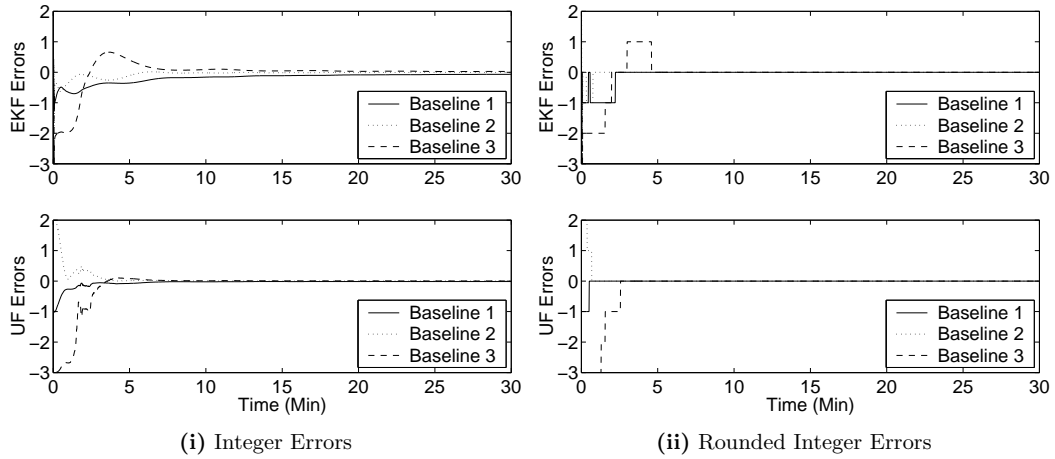 2
1
0
−1
−2
−3
EKF Errors
0 5 10 15 20 25 30
Baseline 1
Baseline 2
Baseline 3
2
1
0
−1
−2
−3
EKF Errors
0 5 10 15 20 25 30
Baseline 1
Baseline 2
Baseline 3
2
1
0
−1
−2
−3
UF Errors
0 5 10 15 20 25 30
Time (Min)
Baseline 1
Baseline 2
Baseline 3
2
1
0
−1
−2
−3
UF Errors
0 5 10 15 20 25 30
Time (Min)
Baseline 1
Baseline 2
Baseline 3
(i) Integer Errors
(ii) Rounded Integer Errors